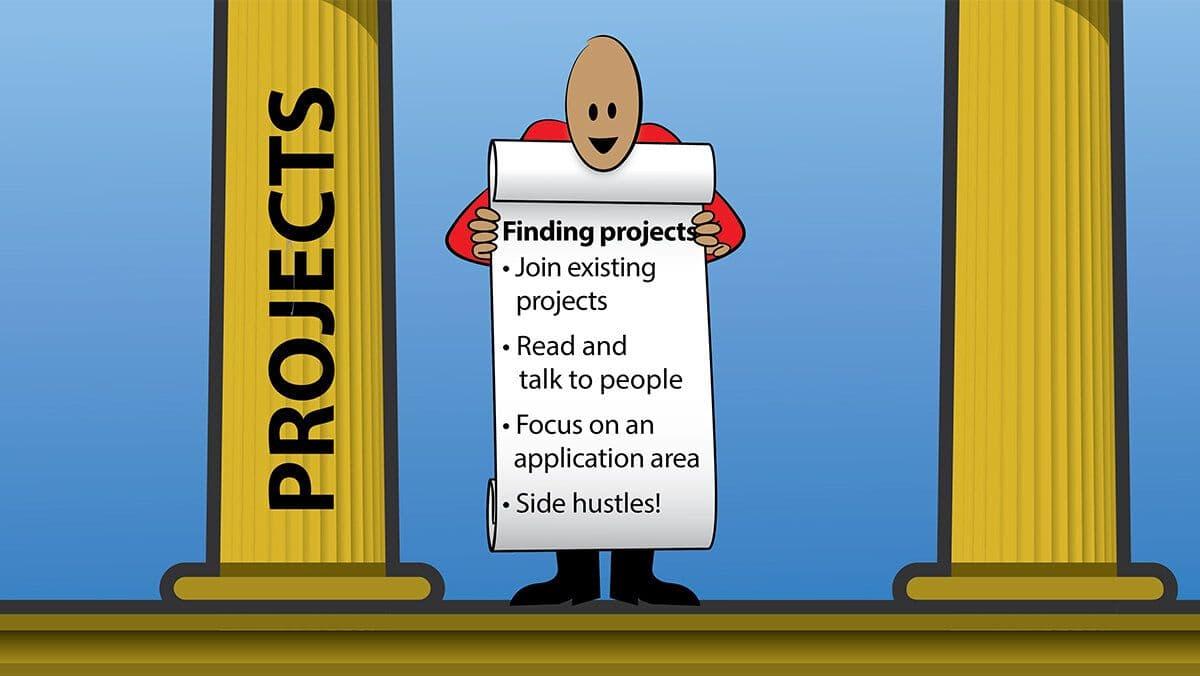 PROJECTS
Finding projects
• Join existing
projects
• Read and
talk to people
• Focus on an
application area
• Side hustles!